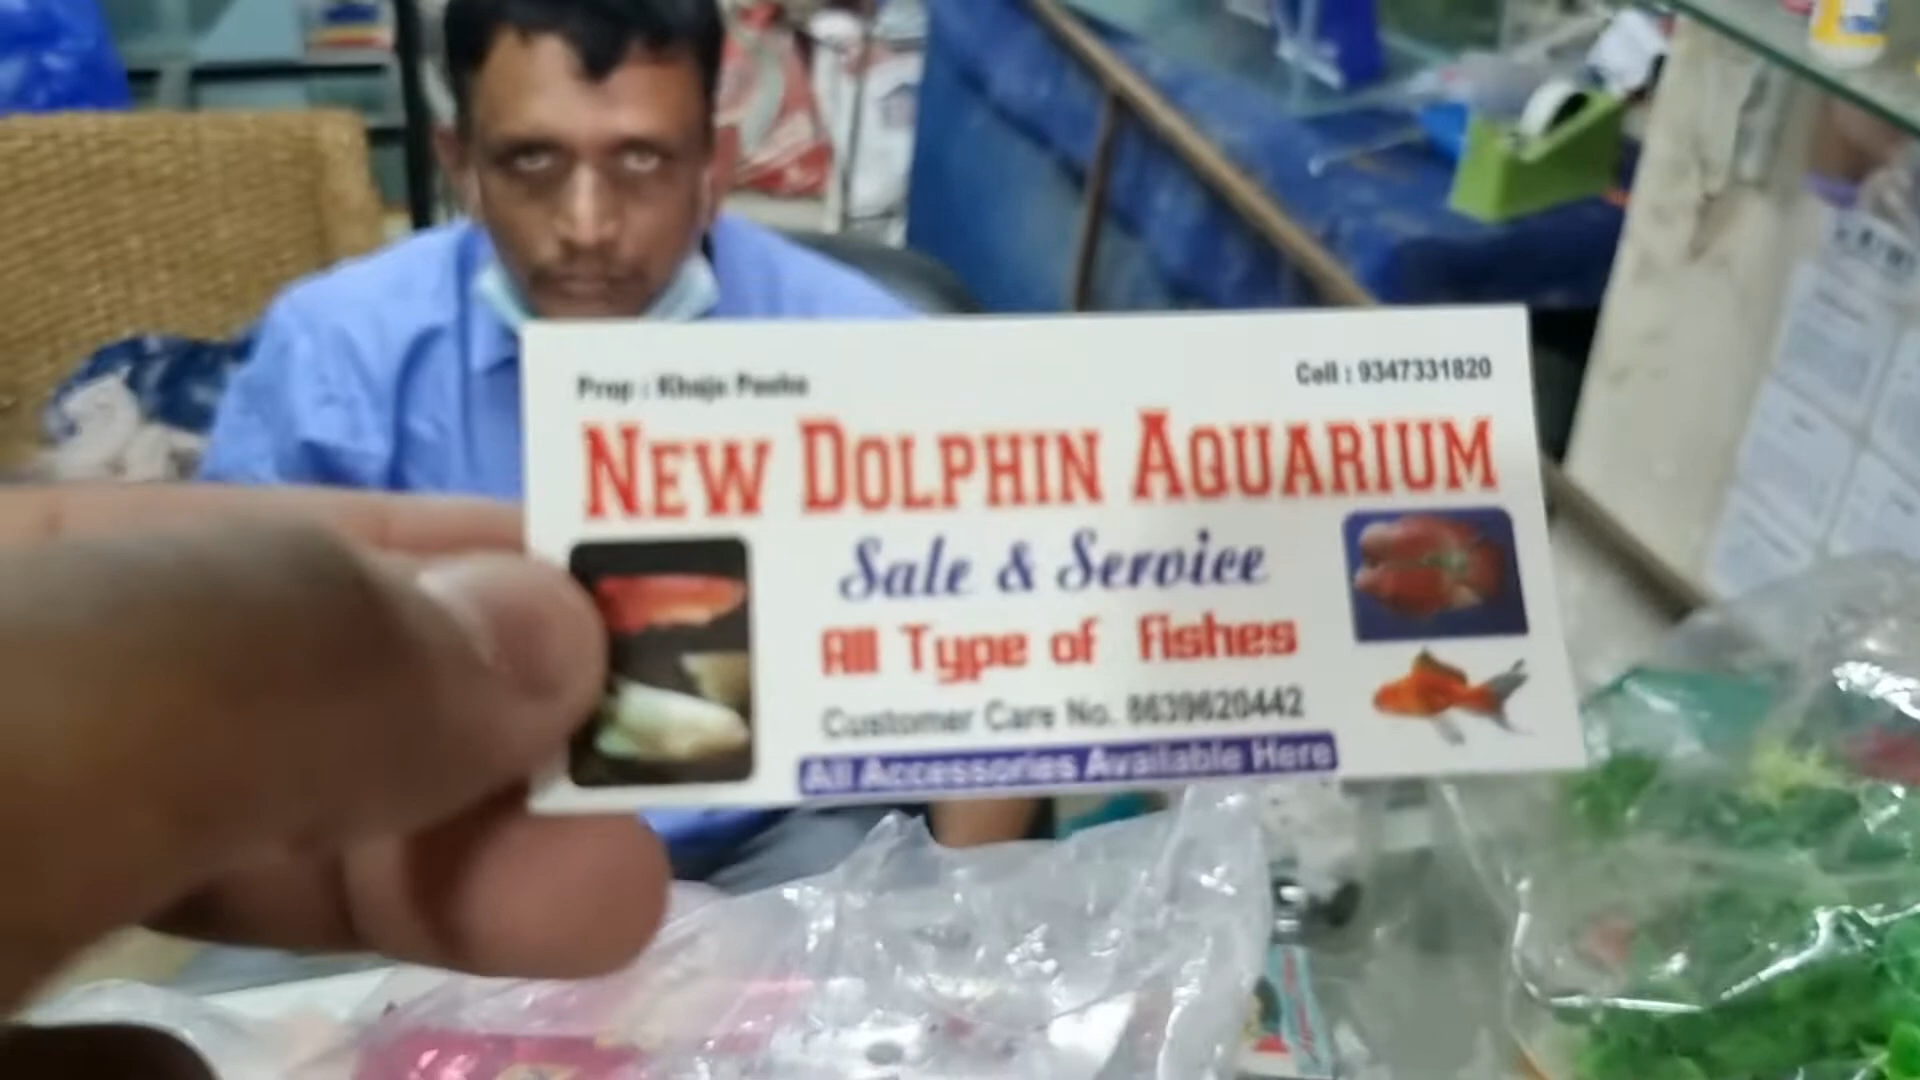 Prop : Khaja Pasha
Cell : 9347331820
NEW DOLPHIN AQUARIUM
Sale & Service
All Type of Fishes
Customer Care No. 8639620442
All Accessories Available Here